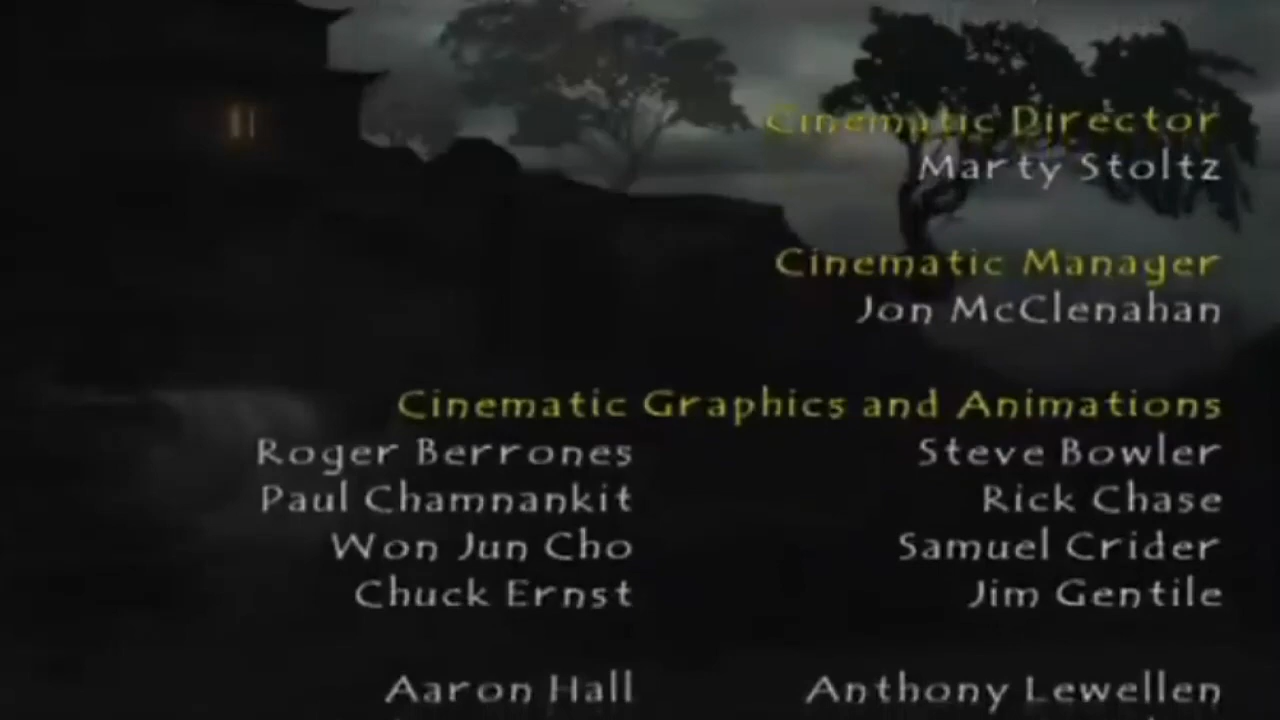 Cinematic Director
Marty Stoltz
Cinematic Manager
Jon McClenahan
Cinematic Graphics and Animations
Roger Berrones Steve Bowler
Paul Chamnankit Rick Chase
Won Jun Cho Samuel Crider
Chuck Ernst Jim Gentile
Aaron Hall Anthony Lewellen